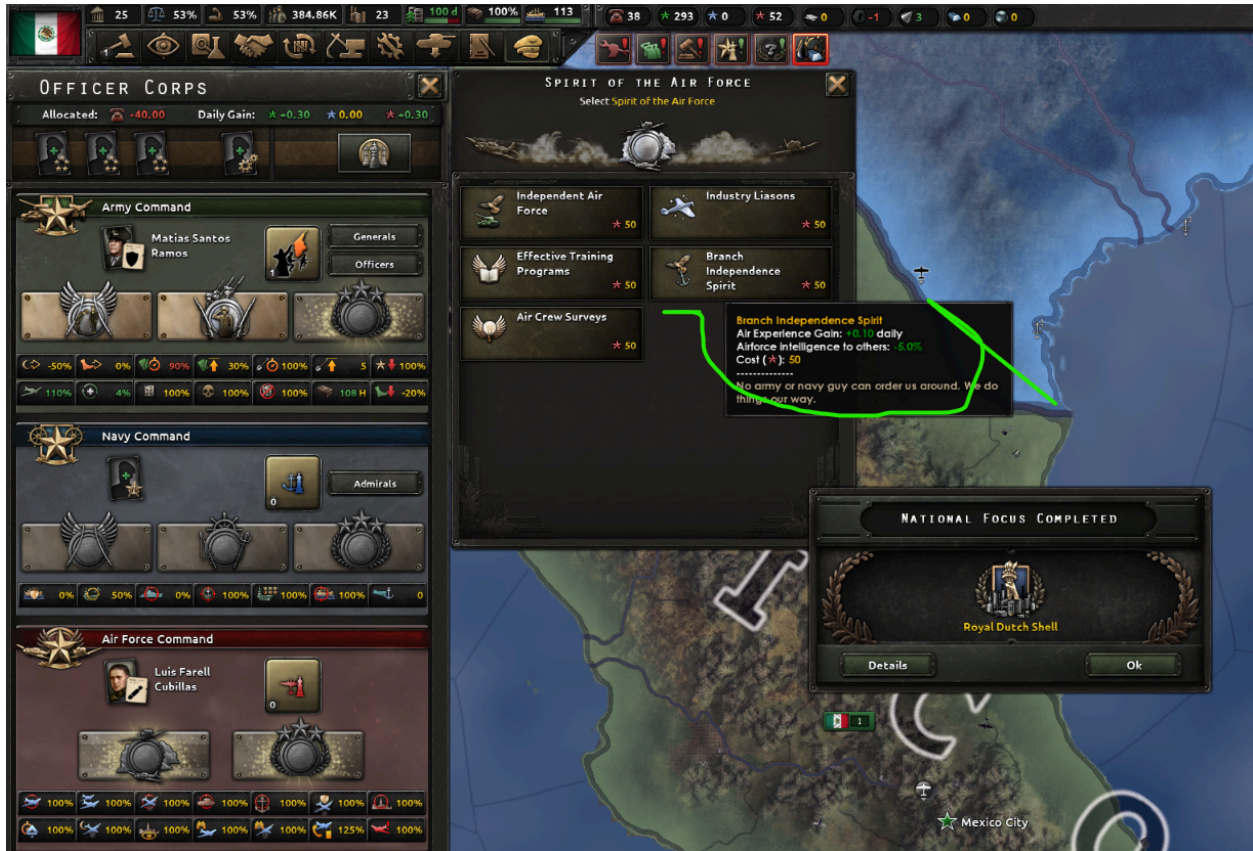 25 53% 53% 384.86K 23 100 d 100% 113 38 293 0 52 0 -1 3 0 0
OFFICER CORPS
Allocated: -40.00 Daily Gain: +0.30 0.00 +0.30
Army Command
Matias Santos
Ramos
1
Generals
Officers
-50% 0% 90% 30% 100% 5 100%
110% 4% 100% 100% 100% 108 H -20%
Navy Command
0
Admirals
0% 50% 0% 100% 100% 100% 0
Air Force Command
Luis Farell
Cubillas
0
100% 100% 100% 100% 100% 100% 100%
100% 100% 100% 100% 100% 125% 100%
SPIRIT OF THE AIR FORCE
Select Spirit of the Air Force
Independent Air
Force
50
Industry Liasons
50
Effective Training
Programs
50
Branch
Independence
Spirit
50
Air Crew Surveys
50
Branch Independence Spirit
Air Experience Gain: +0.10 daily
Airforce intelligence to others: -5.0%
Cost ( ): 50
--------------
No army or navy guy can order us around. We do
things our way.
NATIONAL FOCUS COMPLETED
Royal Dutch Shell
Details
Ok
1
Mexico City